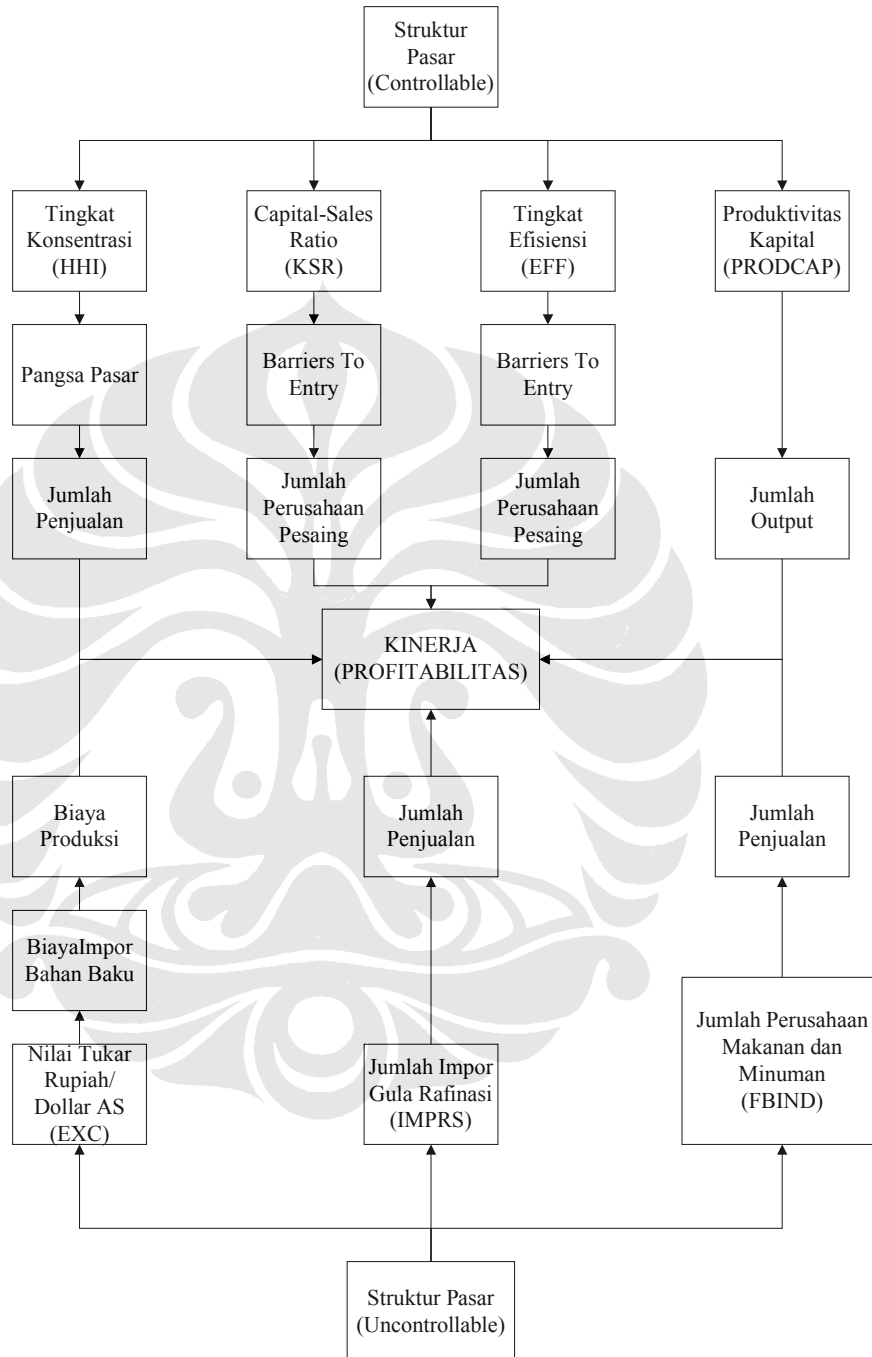 Struktur
Pasar
(Controllable)
Tingkat
Konsentrasi
(HHI)
Capital-Sales
Ratio
(KSR)
Tingkat
Efisiensi
(EFF)
Produktivitas
Kapital
(PRODCAP)
Pangsa Pasar
Barriers To
Entry
Barriers To
Entry
Jumlah
Penjualan
Jumlah
Perusahaan
Pesaing
Jumlah
Perusahaan
Pesaing
Jumlah
Output
KINERJA
(PROFITABILITAS)
Biaya
Produksi
Jumlah
Penjualan
Jumlah
Penjualan
BiayaImpor
Bahan Baku
Nilai Tukar
Rupiah/
Dollar AS
(EXC)
Jumlah Impor
Gula Rafinasi
(IMPRS)
Jumlah Perusahaan
Makanan dan
Minuman
(FBIND)
Struktur Pasar
(Uncontrollable)